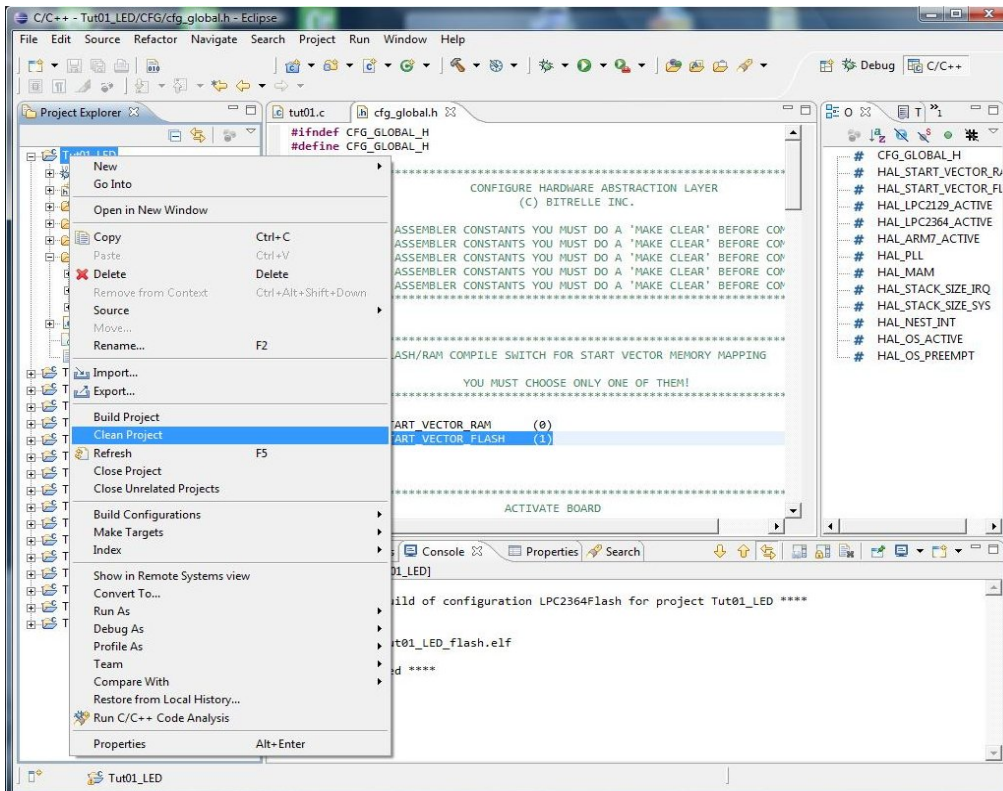 C/C++ - Tut01_LED/CFG/cfg_global.h - Eclipse
File Edit Source Refactor Navigate Search Project Run Window Help
Debug C/C++
Project Explorer
tut01.c cfg_global.h
O T 1
#ifndef CFG_GLOBAL_H
#define CFG_GLOBAL_H
CONFIGURE HARDWARE ABSTRACTION LAYER
(C) BITRELLE INC.
ASSEMBLER CONSTANTS YOU MUST DO A 'MAKE CLEAR' BEFORE COM
ASSEMBLER CONSTANTS YOU MUST DO A 'MAKE CLEAR' BEFORE COM
ASSEMBLER CONSTANTS YOU MUST DO A 'MAKE CLEAR' BEFORE COM
ASSEMBLER CONSTANTS YOU MUST DO A 'MAKE CLEAR' BEFORE COM
ASSEMBLER CONSTANTS YOU MUST DO A 'MAKE CLEAR' BEFORE COM
ASH/RAM COMPILE SWITCH FOR START VECTOR MEMORY MAPPING
YOU MUST CHOOSE ONLY ONE OF THEM!
TART_VECTOR_RAM (0)
TART_VECTOR_FLASH (1)
ACTIVATE BOARD
# CFG_GLOBAL_H
# HAL_START_VECTOR_RA
# HAL_START_VECTOR_FL
# HAL_LPC2129_ACTIVE
# HAL_LPC2364_ACTIVE
# HAL_ARM7_ACTIVE
# HAL_PLL
# HAL_MAM
# HAL_STACK_SIZE_IRQ
# HAL_STACK_SIZE_SYS
# HAL_NEST_INT
# HAL_OS_ACTIVE
# HAL_OS_PREEMPT
New
Go Into
Open in New Window
Copy Ctrl+C
Paste Ctrl+V
Delete Delete
Remove from Context Ctrl+Alt+Shift+Down
Source
Move...
Rename... F2
Import...
Export...
Build Project
Clean Project
Refresh F5
Close Project
Close Unrelated Projects
Build Configurations
Make Targets
Index
Show in Remote Systems view
Convert To...
Run As
Debug As
Profile As
Team
Compare With
Restore from Local History...
Run C/C++ Code Analysis
Properties Alt+Enter
Console Properties Search
01_LED]
uild of configuration LPC2364Flash for project Tut01_LED ****
ut01_LED_flash.elf
ed ****
Tut01_LED